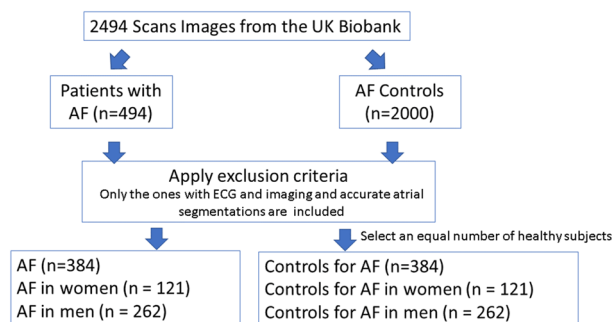 2494 Scans Images from the UK Biobank
Patients with
AF (n=494)
AF Controls
(n=2000)
Apply exclusion criteria
Only the ones with ECG and imaging and accurate atrial
segmentations are included
Select an equal number of healthy subjects
AF (n=384)
AF in women (n = 121)
AF in men (n = 262)
Controls for AF (n=384)
Controls for AF in women (n = 121)
Controls for AF in men (n = 262)